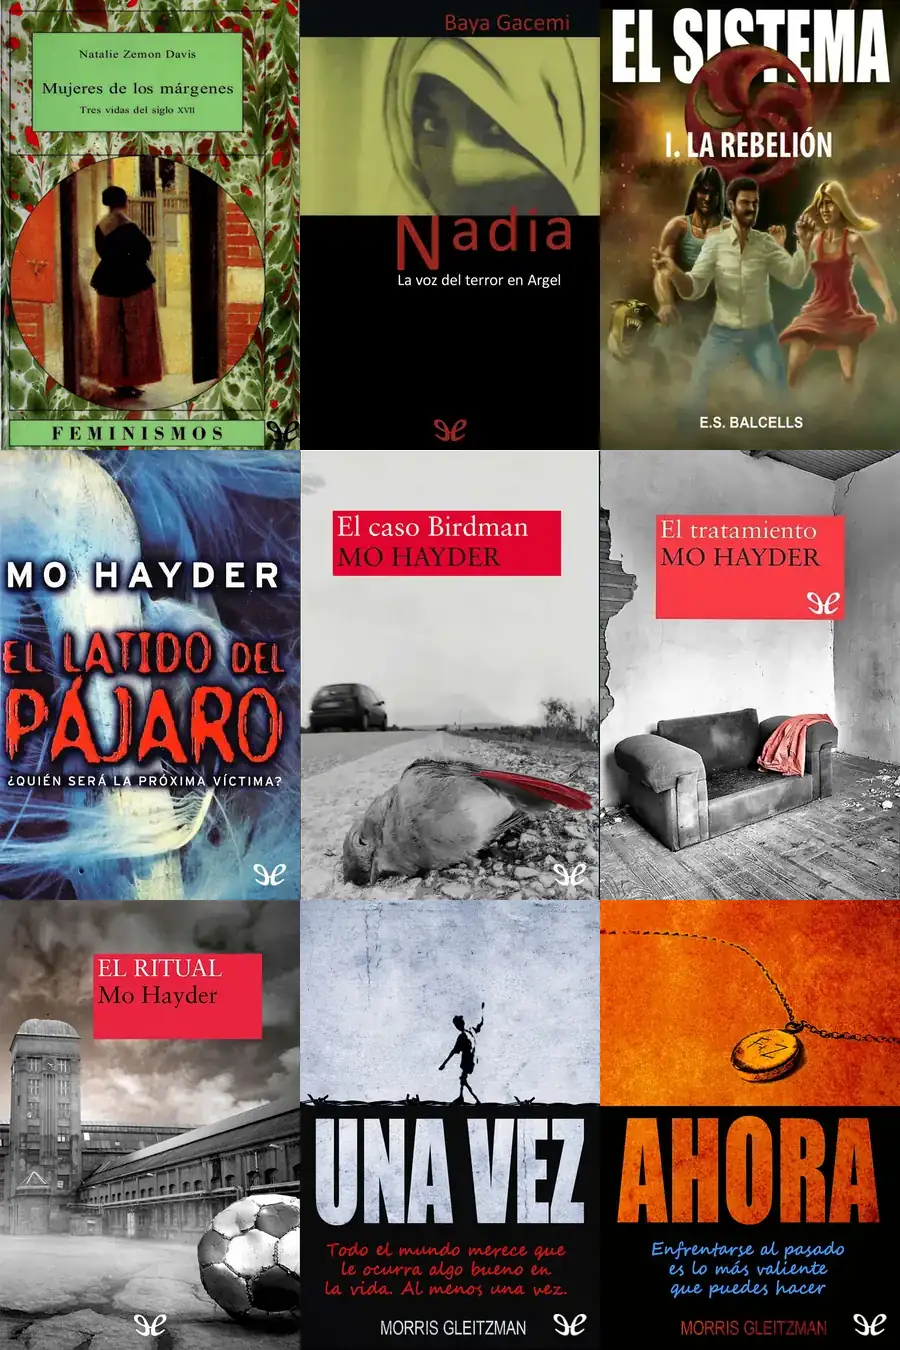 Natalie Zemon Davis
Mujeres de los márgenes
Tres vidas del siglo XVII
FEMINISMOS
Baya Gacemi
Nadia
La voz del terror en Argel
EL SISTEMA
I. LA REBELIÓN
E.S. BALCELLS
MO HAYDER
EL LATIDO DEL
PÁJARO
¿QUIÉN SERÁ LA PRÓXIMA VÍCTIMA?
El caso Birdman
MO HAYDER
El tratamiento
MO HAYDER
EL RITUAL
Mo Hayder
UNA VEZ
Todo el mundo merece que
le ocurra algo bueno en
la vida. Al menos una vez.
MORRIS GLEITZMAN
AHORA
Enfrentarse al pasado
es lo más valiente
que puedes hacer
MORRIS GLEITZMAN